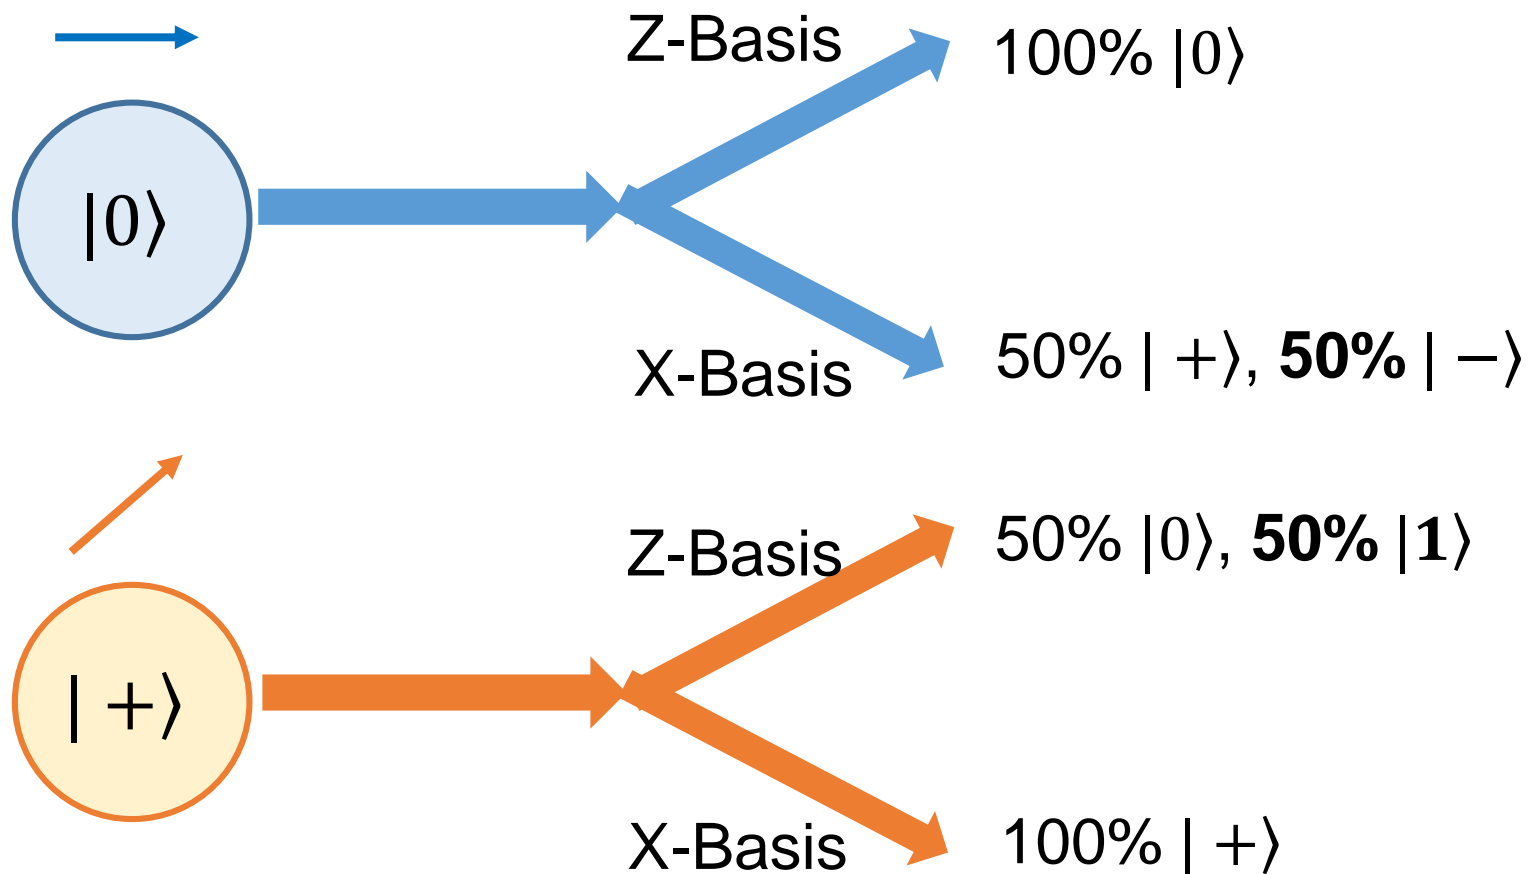 Z-Basis
100% |0⟩
|0⟩
X-Basis
50% | +⟩, 50% | −⟩
Z-Basis
50% |0⟩, 50% |1⟩
| +⟩
X-Basis
100% | +⟩